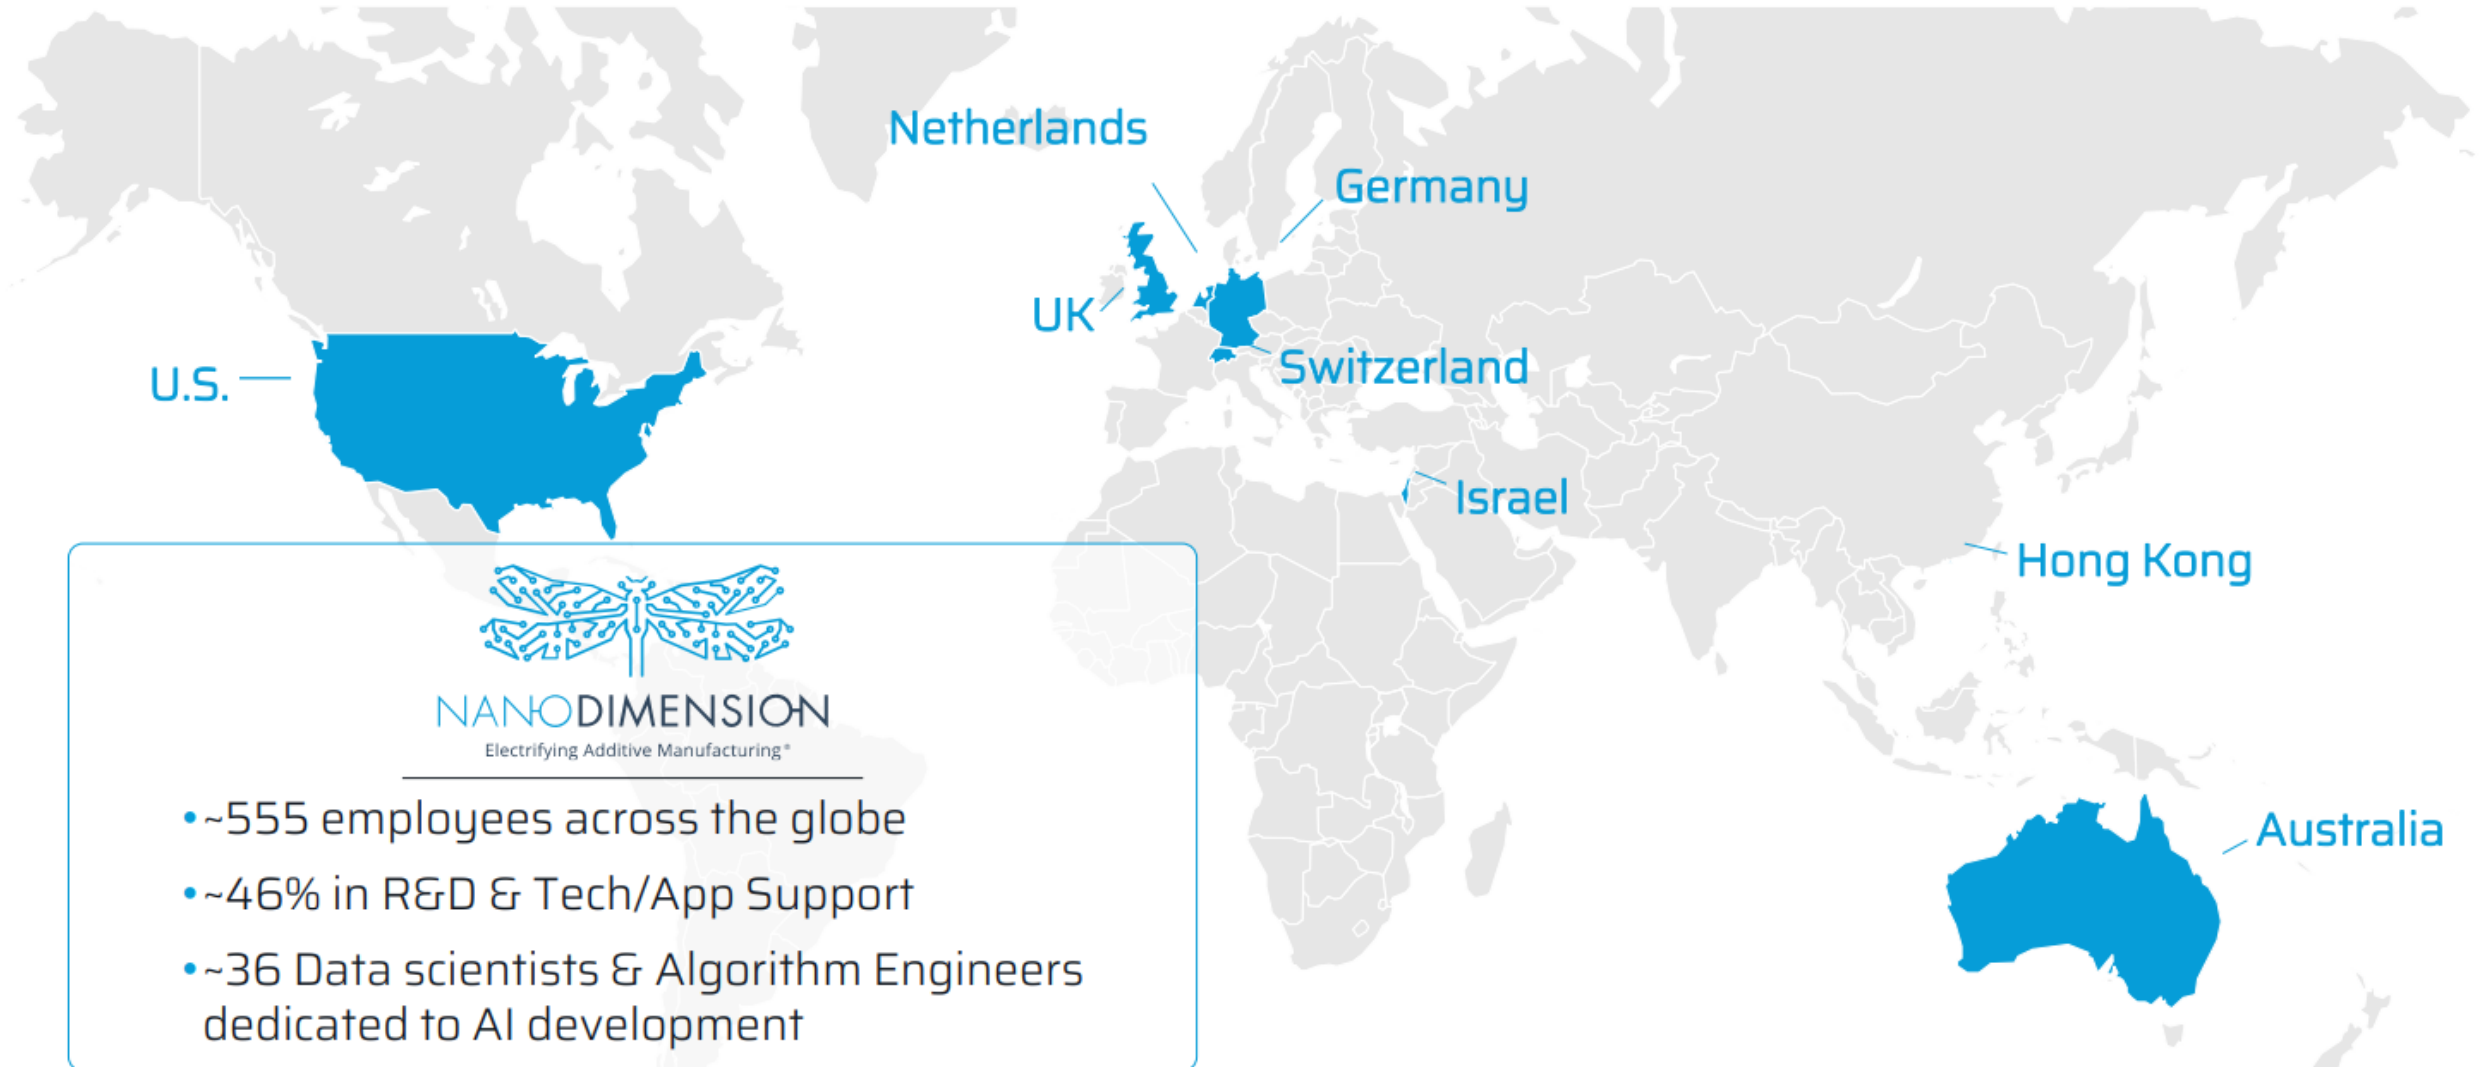 Netherlands
Germany
UK
U.S.
Switzerland
Israel
Hong Kong
Australia
NANODIMENSION
Electrifying Additive Manufacturing®
•~555 employees across the globe
•~46% in R&D & Tech/App Support
•~36 Data scientists & Algorithm Engineers
dedicated to AI development